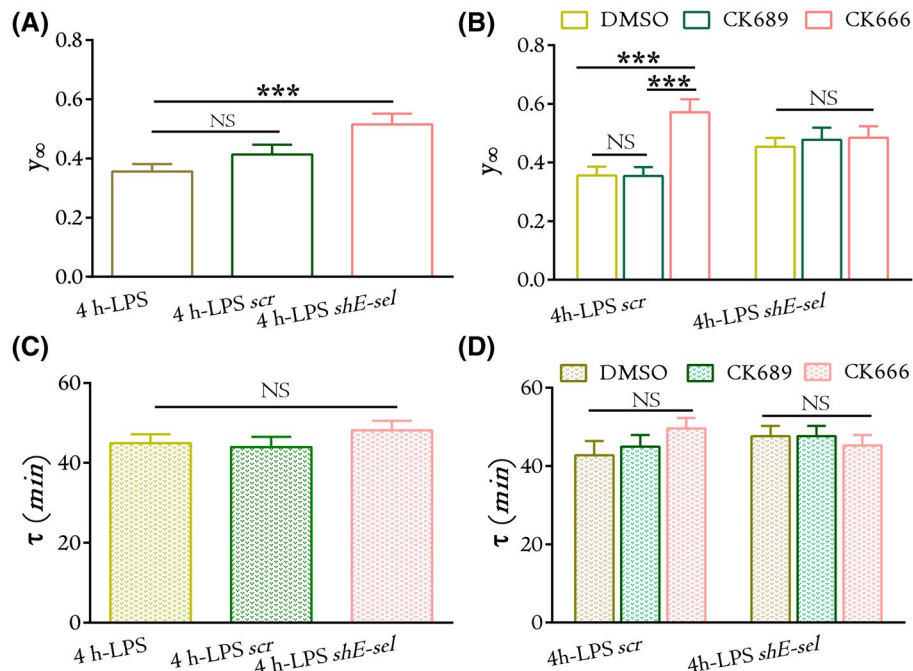 (A)
0.8
0.6
0.4
0.2
0.0
y∞
***
NS
4 h-LPS
4 h-LPS scr
4 h-LPS shE-sel
(B)
DMSO CK689 CK666
0.8
0.6
0.4
0.2
0.0
y∞
***
***
NS
NS
4h-LPS scr
4h-LPS shE-sel
(C)
60
40
20
0
τ (min)
NS
4 h-LPS
4 h-LPS scr
4 h-LPS shE-sel
(D)
DMSO CK689 CK666
60
40
20
0
τ (min)
NS
NS
4h-LPS scr
4h-LPS shE-sel